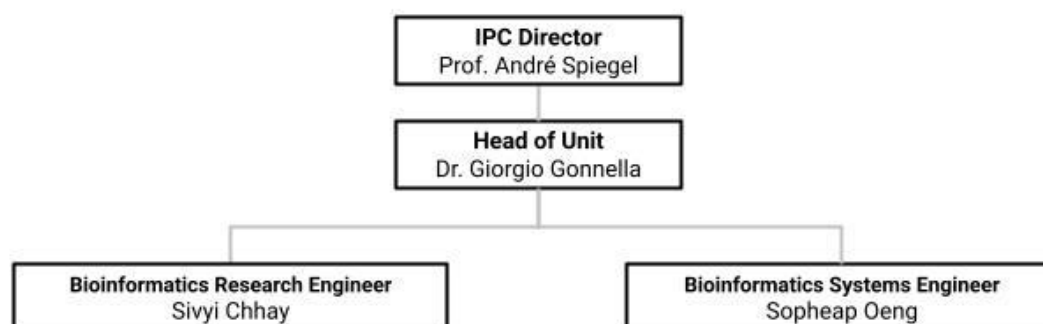 IPC Director
Prof. André Spiegel
Head of Unit
Dr. Giorgio Gonnella
Bioinformatics Research Engineer
Sivyi Chhay
Bioinformatics Systems Engineer
Sopheap Oeng